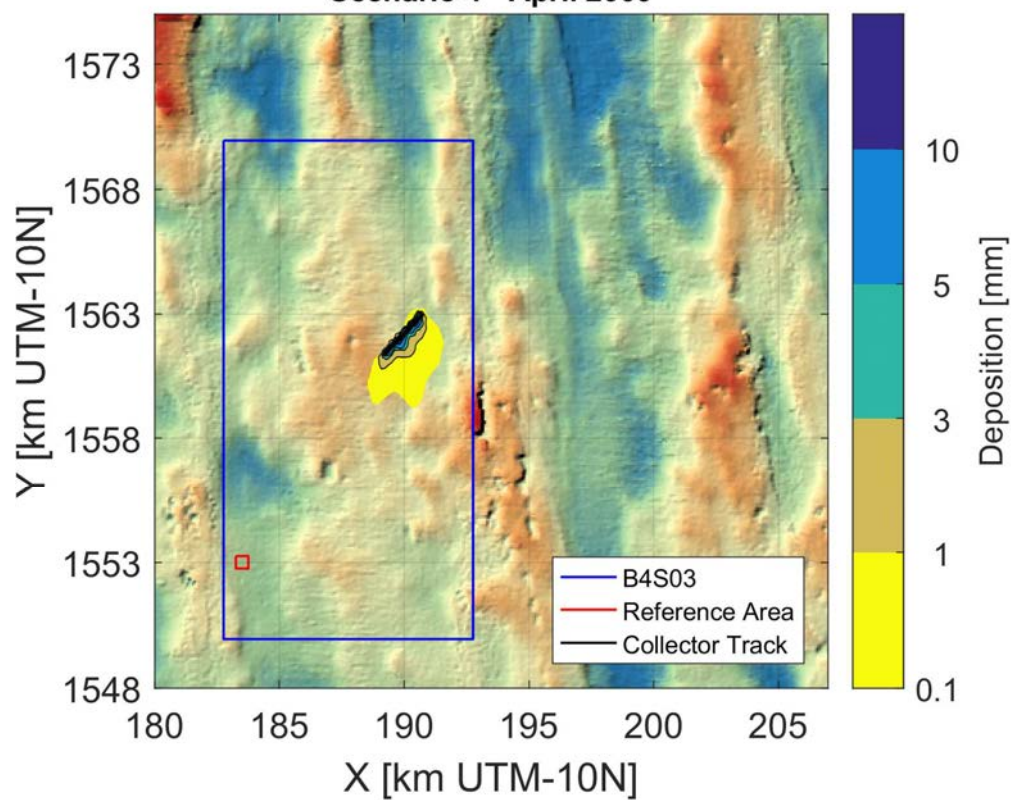 1573
1568
1563
1558
1553
1548
180
185
190
195
200
205
X [km UTM-10N]
Y [km UTM-10N]
B4S03
Reference Area
Collector Track
10
5
3
1
0.1
Deposition [mm]